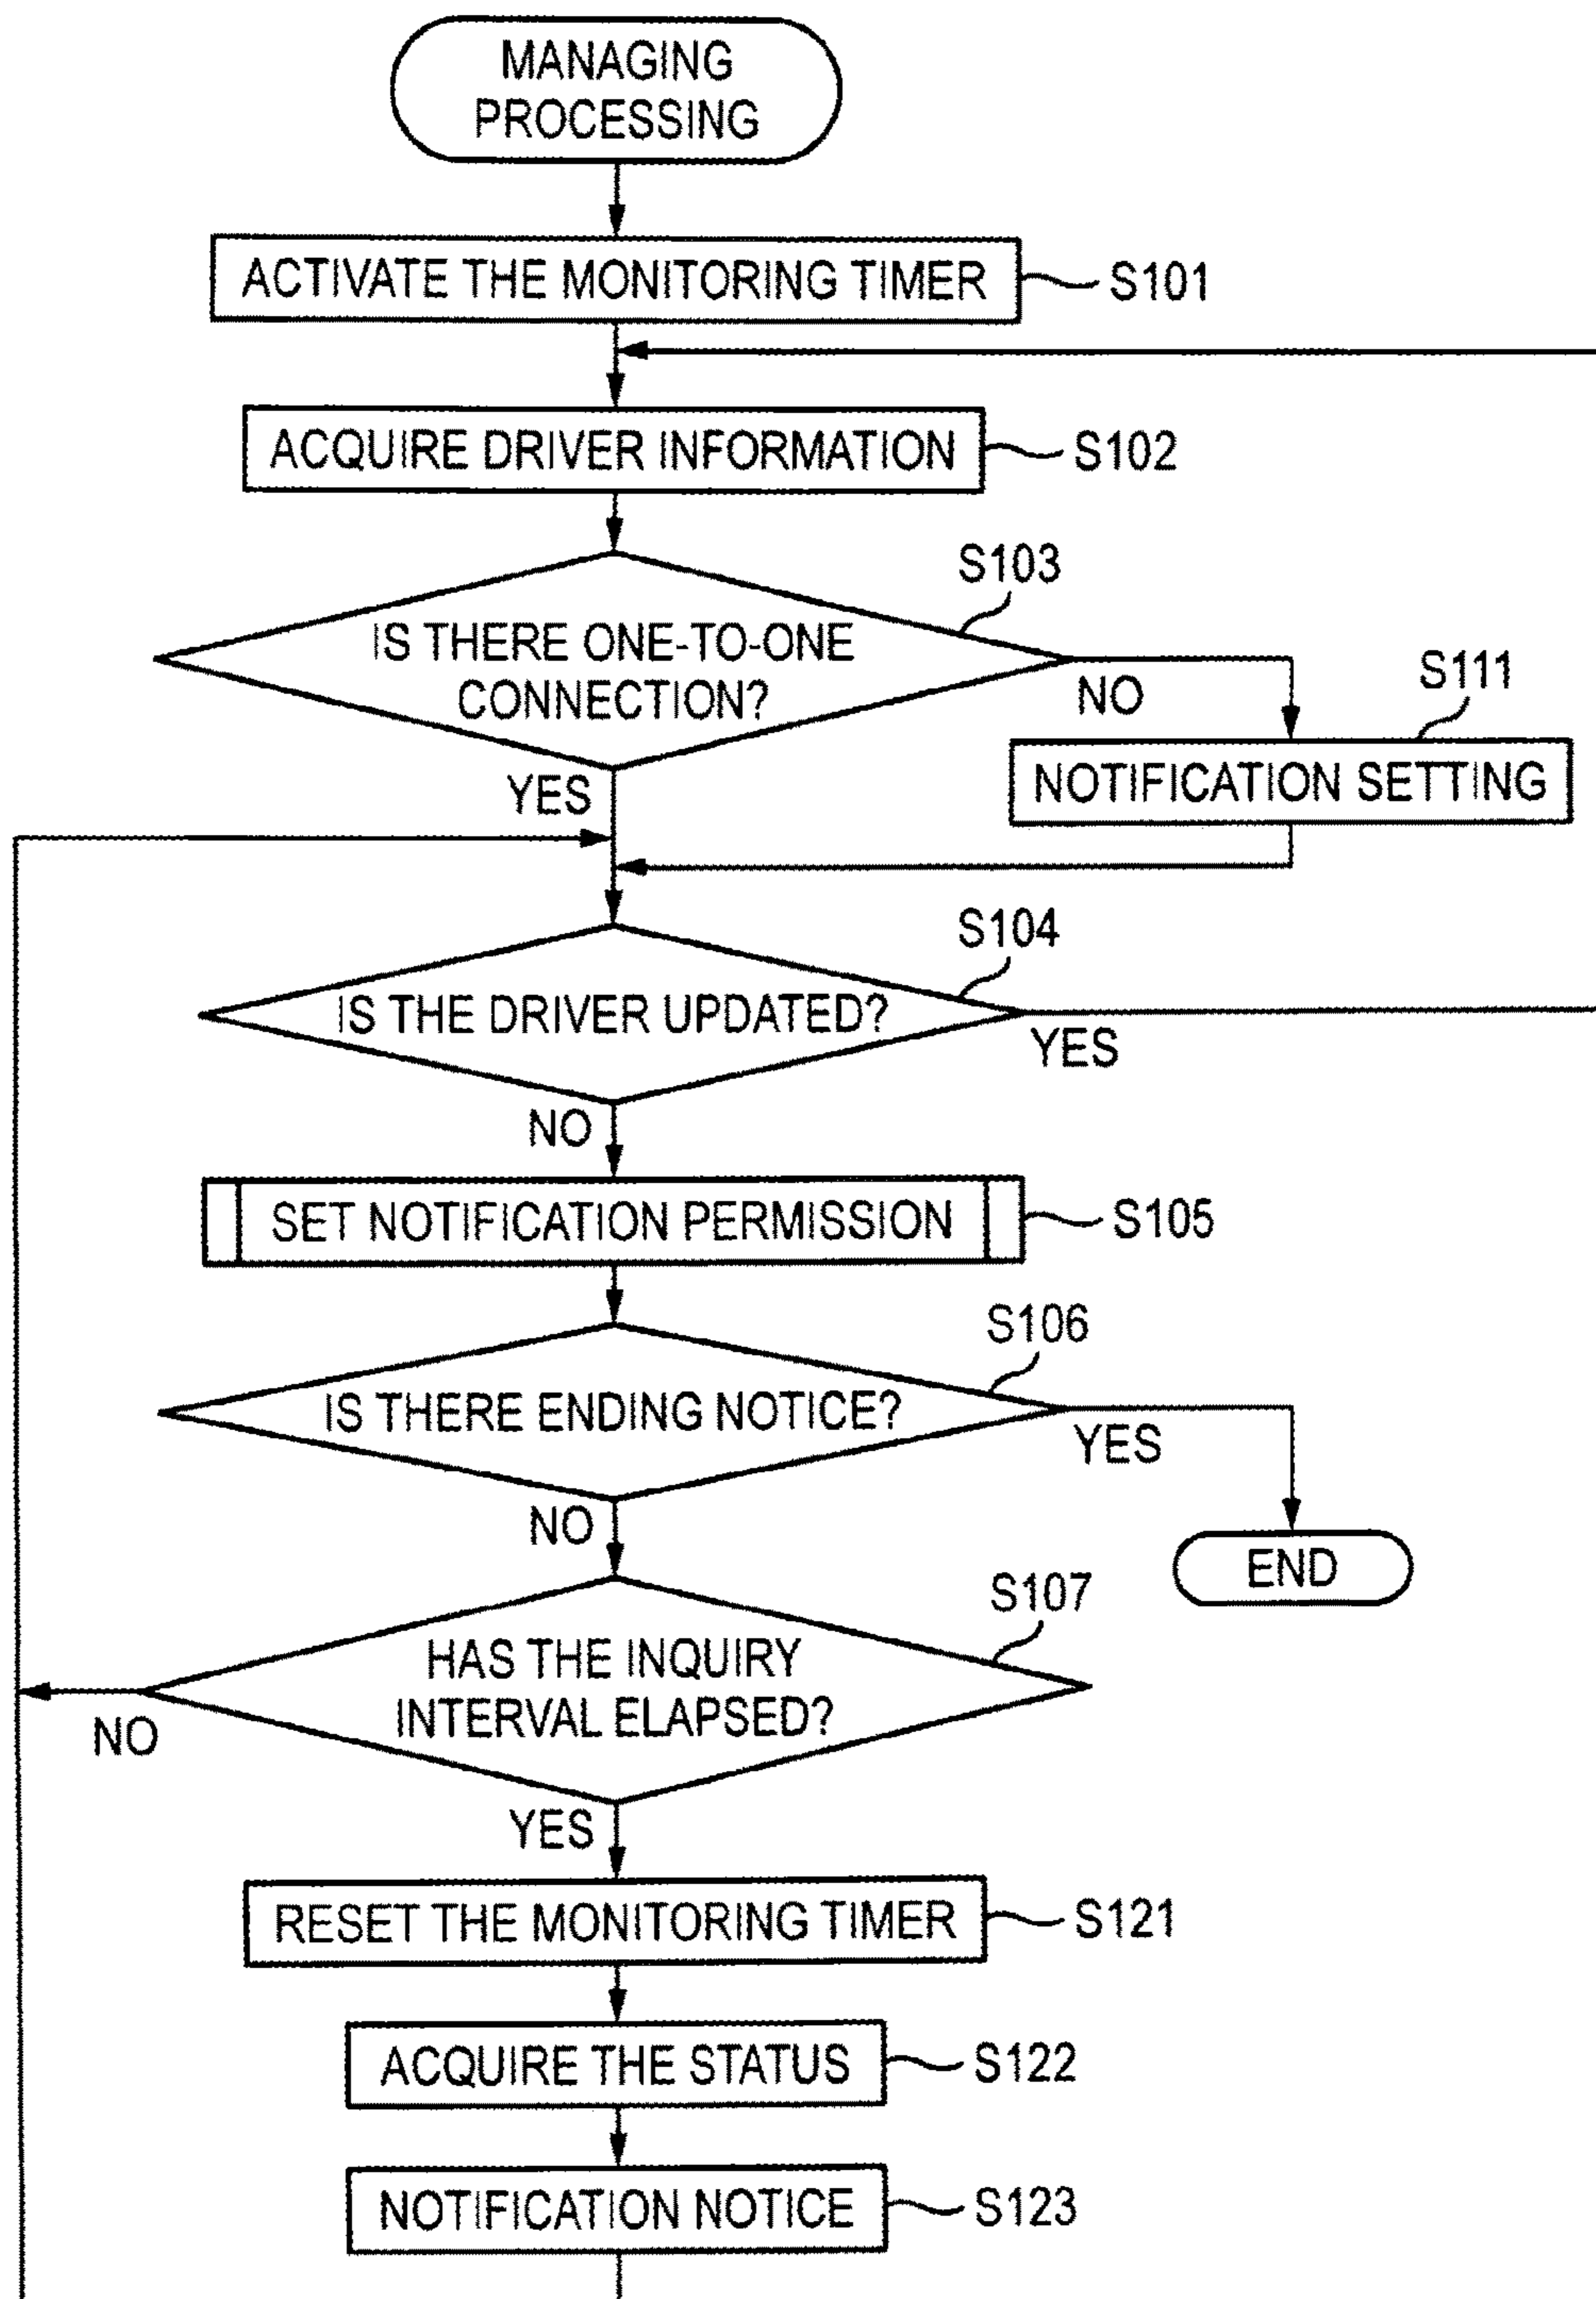 MANAGING
PROCESSING
ACTIVATE THE MONITORING TIMER
S101
ACQUIRE DRIVER INFORMATION
S102
S103
IS THERE ONE-TO-ONE
CONNECTION?
NO
S111
NOTIFICATION SETTING
YES
S104
IS THE DRIVER UPDATED?
YES
NO
SET NOTIFICATION PERMISSION
S105
S106
IS THERE ENDING NOTICE?
YES
NO
END
S107
HAS THE INQUIRY
INTERVAL ELAPSED?
NO
YES
RESET THE MONITORING TIMER
S121
ACQUIRE THE STATUS
S122
NOTIFICATION NOTICE
S123